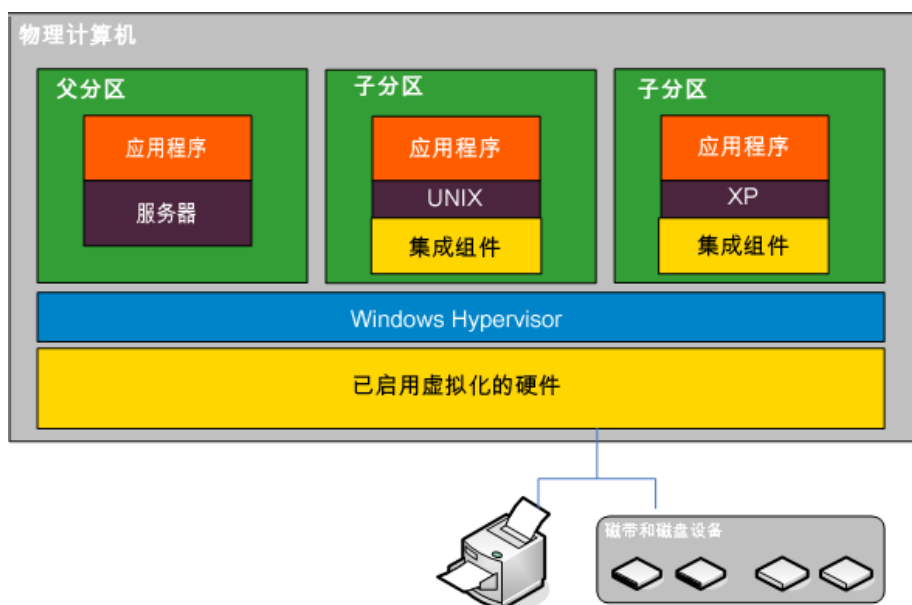 物理计算机
父分区
应用程序
服务器
子分区
应用程序
UNIX
集成组件
子分区
应用程序
XP
集成组件
Windows Hypervisor
已启用虚拟化的硬件
磁带和磁盘设备